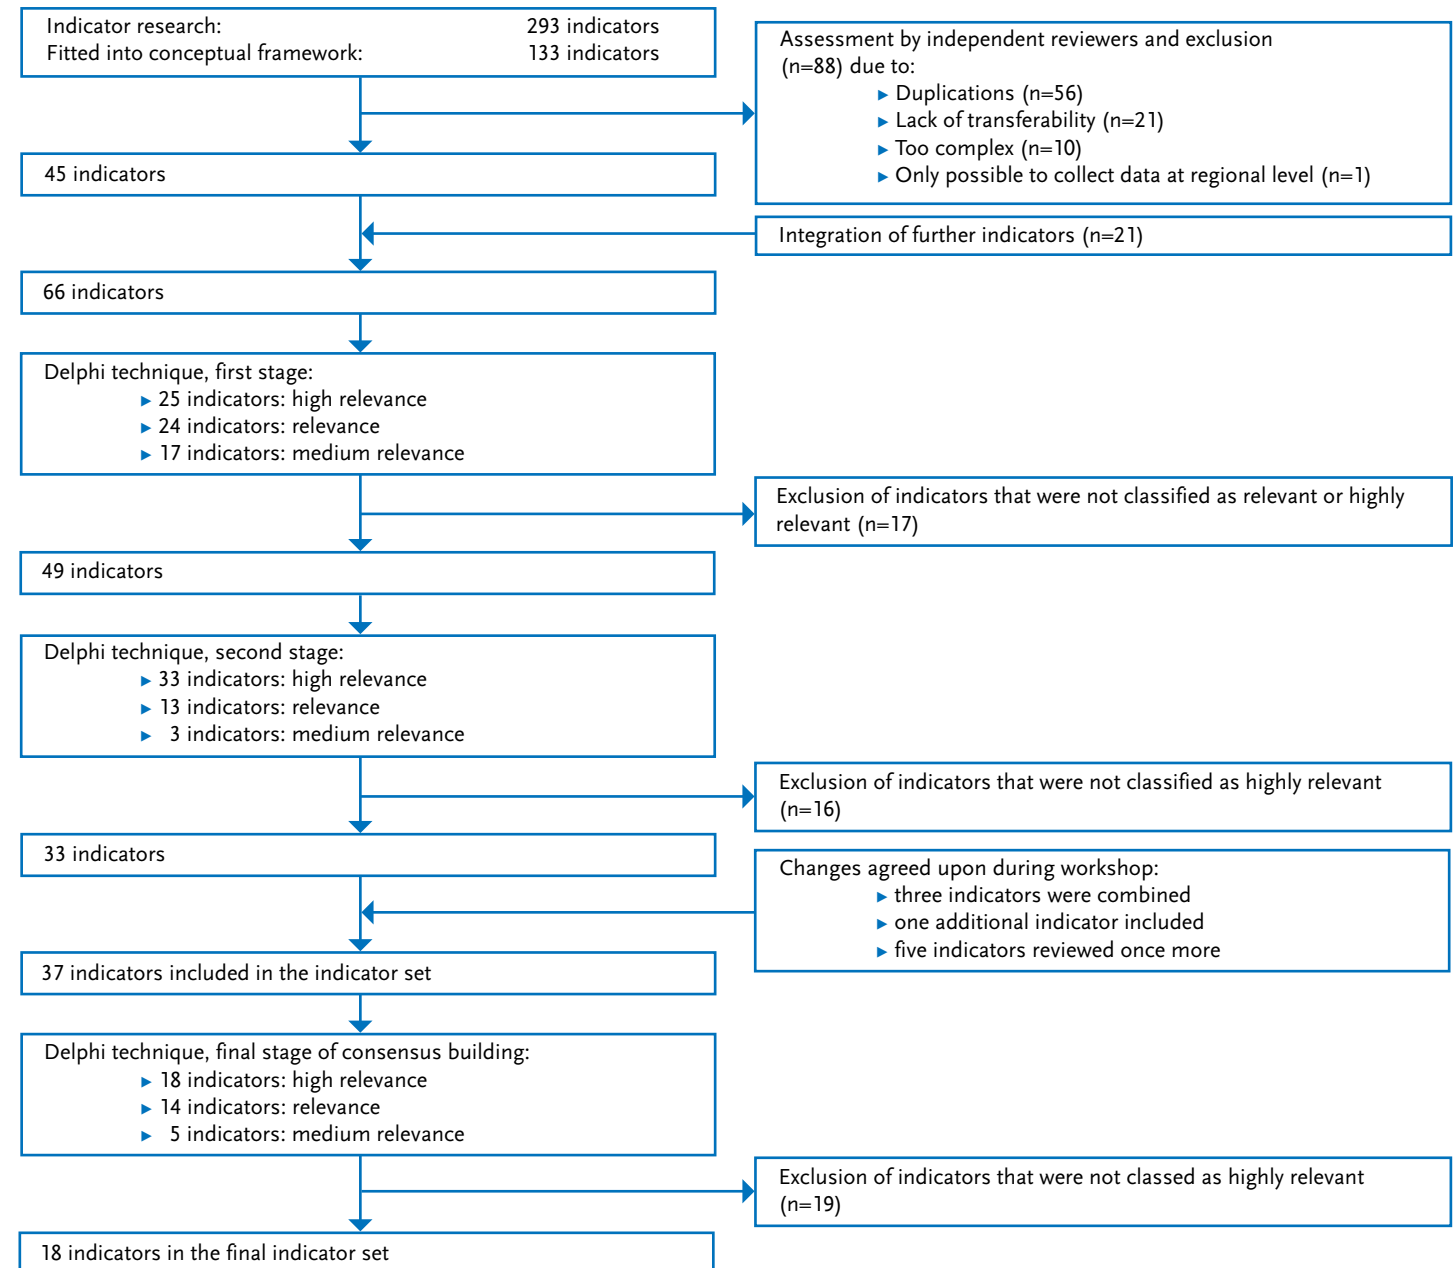 Indicator research: 293 indicators
Fitted into conceptual framework: 133 indicators
Assessment by independent reviewers and exclusion
(n=88) due to:
► Duplications (n=56)
► Lack of transferability (n=21)
► Too complex (n=10)
► Only possible to collect data at regional level (n=1)
45 indicators
Integration of further indicators (n=21)
66 indicators
Delphi technique, first stage:
► 25 indicators: high relevance
► 24 indicators: relevance
► 17 indicators: medium relevance
Exclusion of indicators that were not classified as relevant or highly
relevant (n=17)
49 indicators
Delphi technique, second stage:
► 33 indicators: high relevance
► 13 indicators: relevance
► 3 indicators: medium relevance
Exclusion of indicators that were not classified as highly relevant
(n=16)
33 indicators
Changes agreed upon during workshop:
► three indicators were combined
► one additional indicator included
► five indicators reviewed once more
37 indicators included in the indicator set
Delphi technique, final stage of consensus building:
► 18 indicators: high relevance
► 14 indicators: relevance
► 5 indicators: medium relevance
Exclusion of indicators that were not classed as highly relevant
(n=19)
18 indicators in the final indicator set